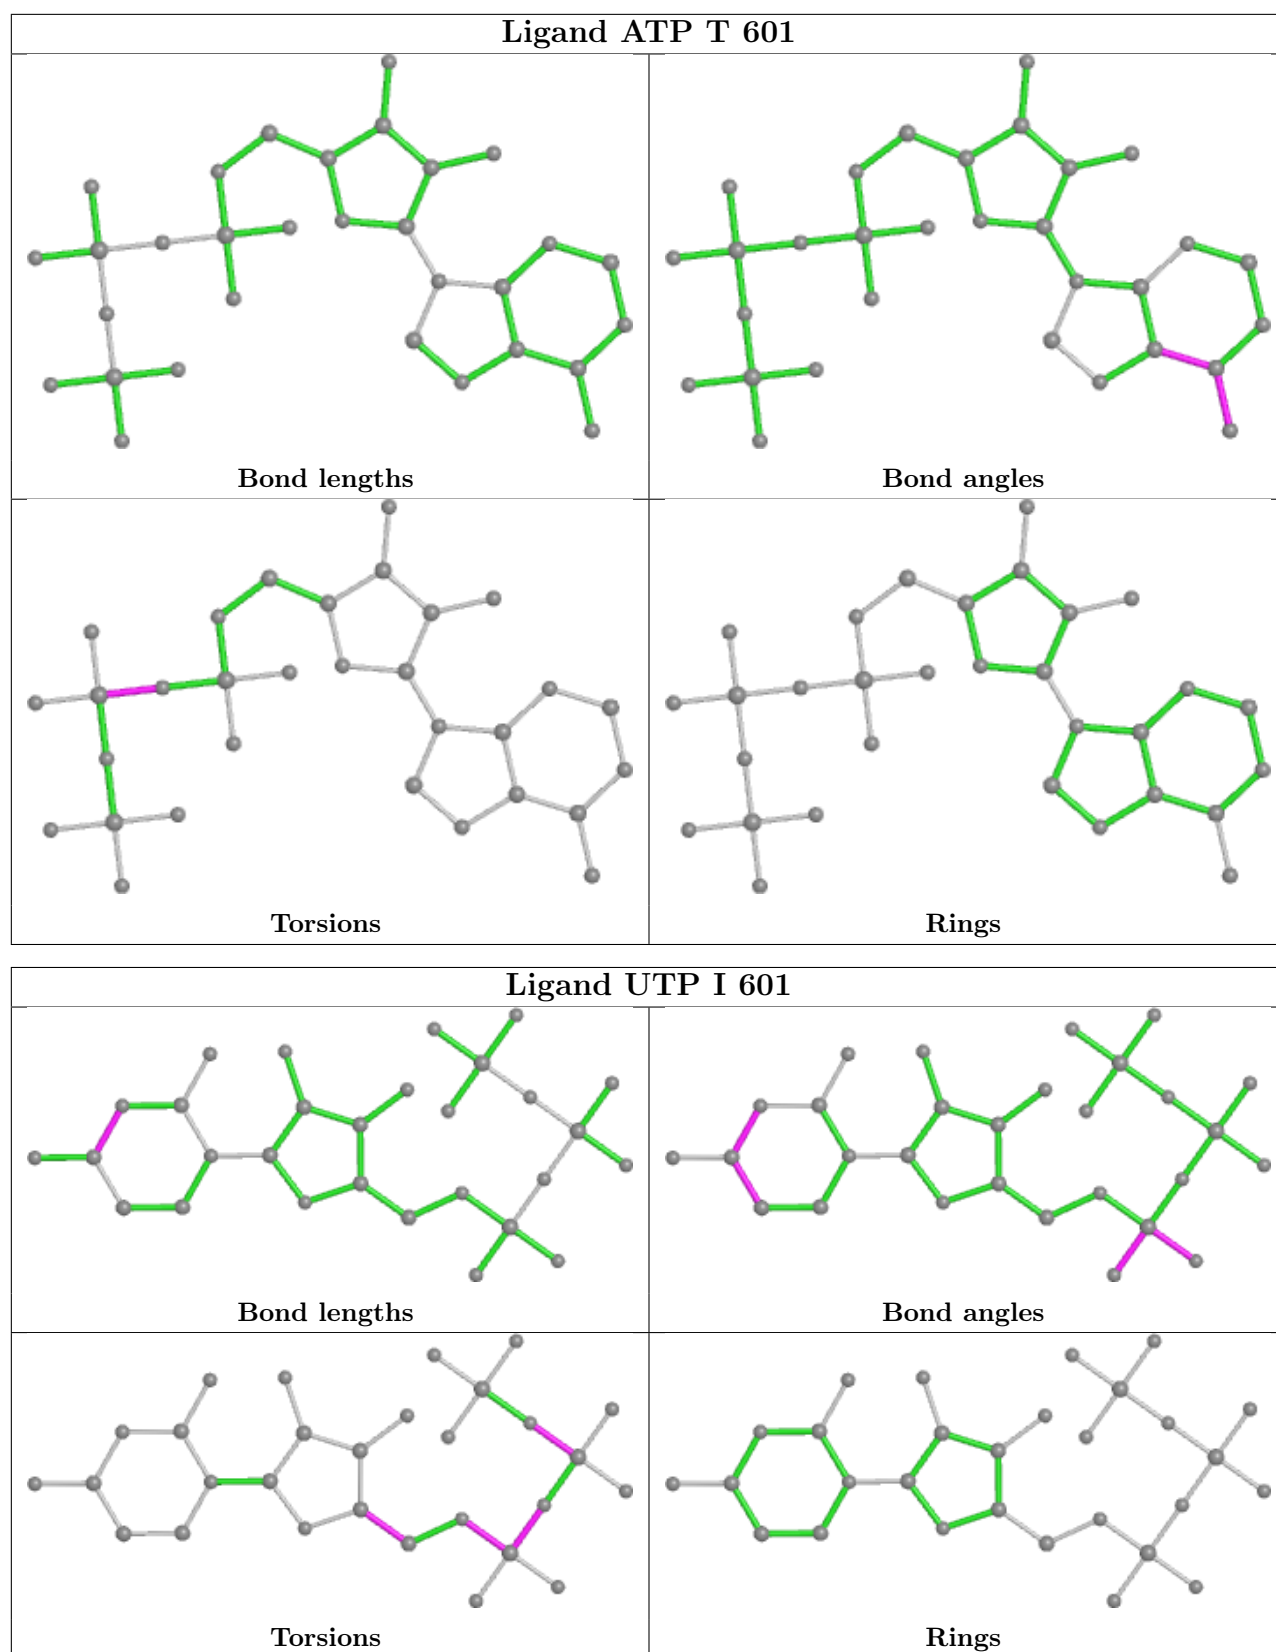 Ligand ATP T 601
Bond lengths
Bond angles
Torsions
Rings
Ligand UTP I 601
Bond lengths
Bond angles
Torsions
Rings